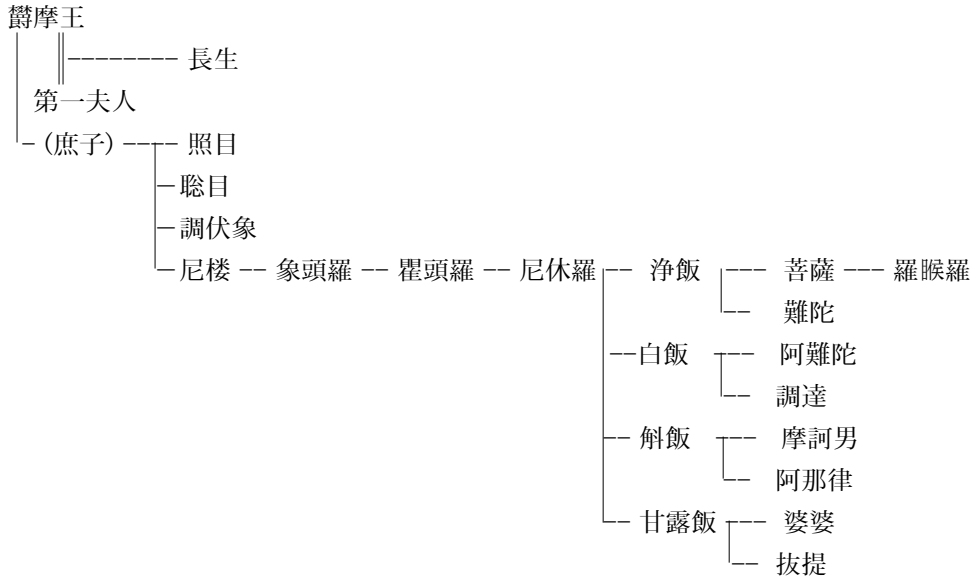 欝摩王
長生
第一夫人
(庶子) 照目
聡目
調伏象
尼楼 象頭羅 瞿頭羅 尼休羅 浄飯 菩薩 羅睺羅
難陀
白飯 阿難陀
調達
斛飯 摩訶男
阿那律
甘露飯 婆婆
抜提